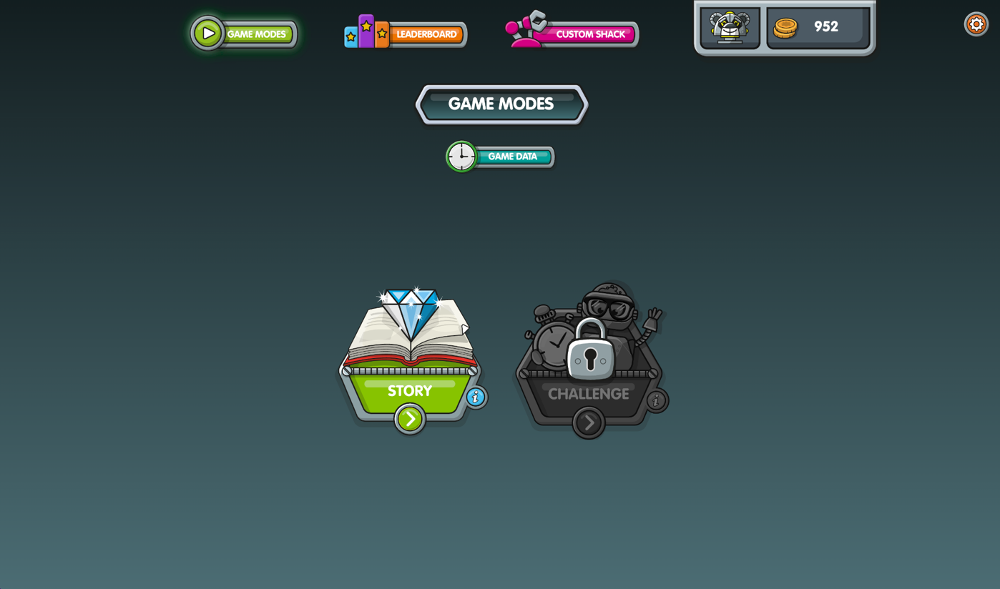 GAME MODES
LEADERBOARD
CUSTOM SHACK
952
GAME MODES
GAME DATA
STORY
i
CHALLENGE
i